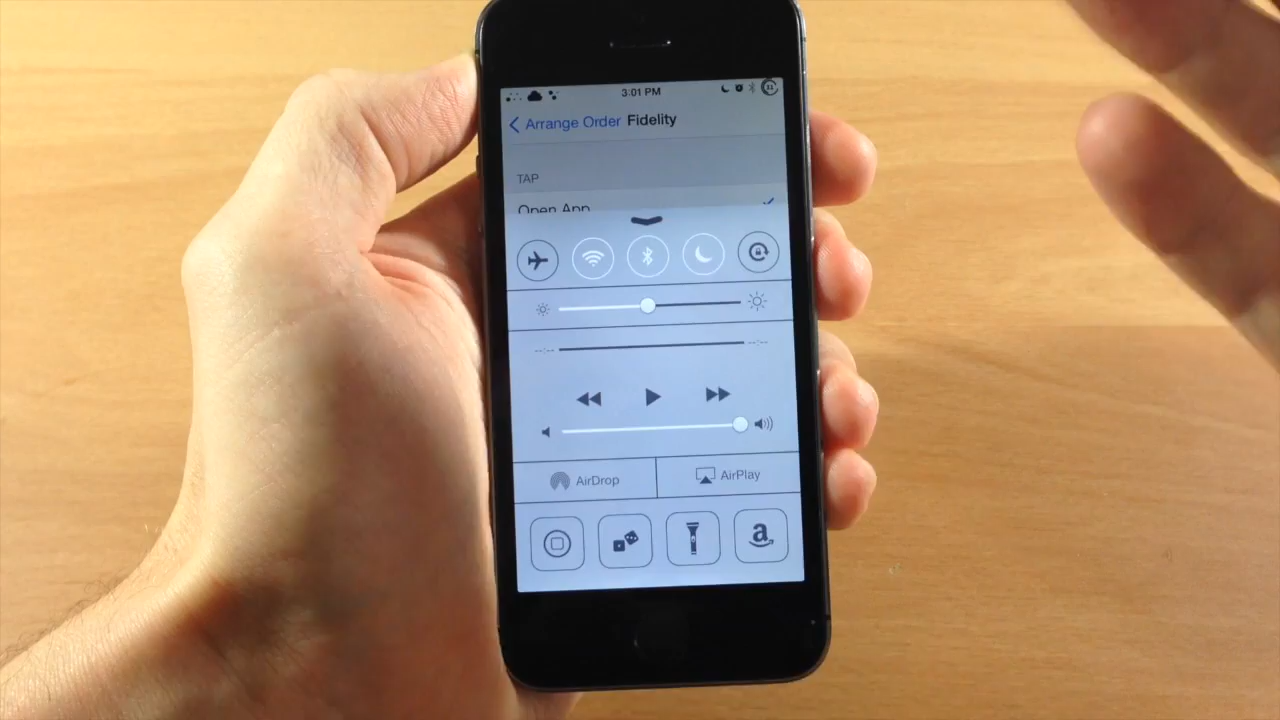 3:01 PM
Arrange Order Fidelity
TAP
Open App
--:-- --:--
AirDrop AirPlay
a